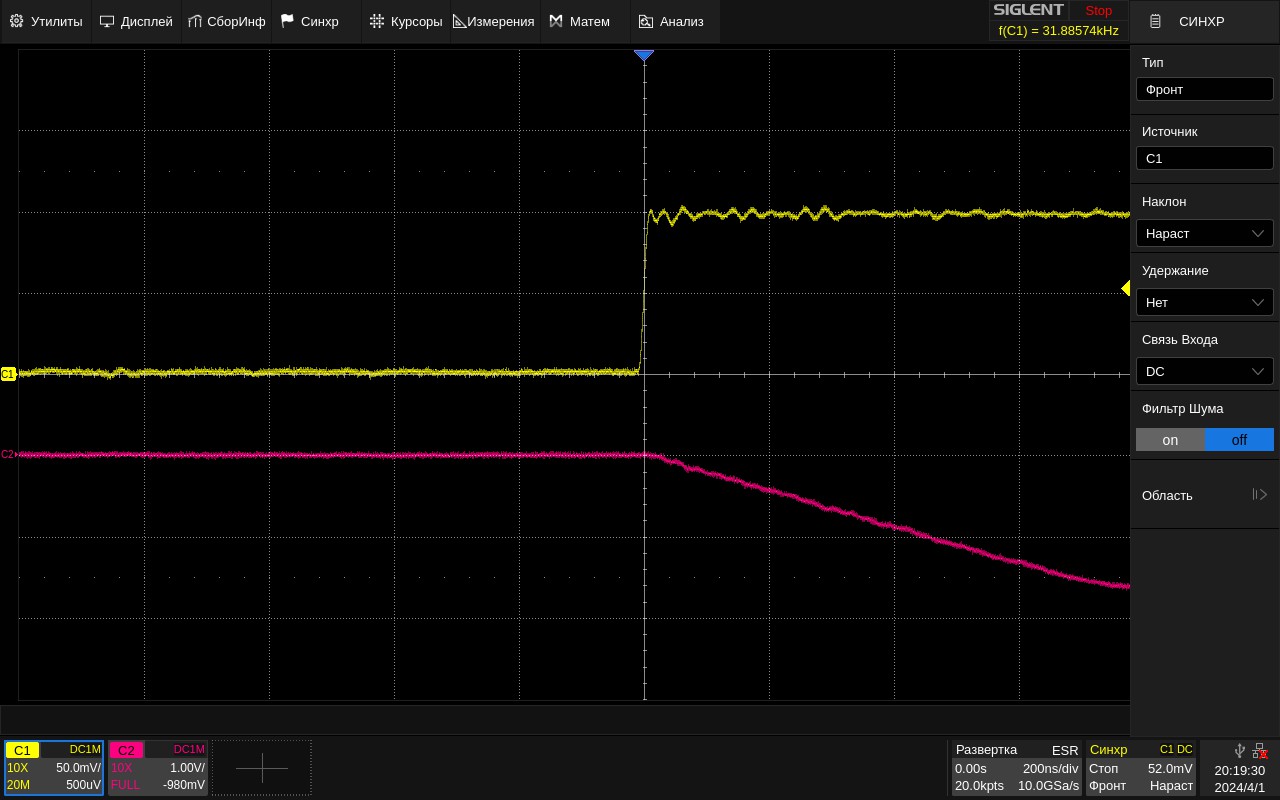 Утилиты Дисплей СборИнф Синхр Курсоры Измерения Матем Анализ
SIGLENT Stop
f(C1) = 31.88574kHz
СИНХР
Тип
Фронт
Источник
C1
Наклон
Нараст
Удержание
Нет
Связь Входа
DC
Фильтр Шума
on off
Область
C1
C2
C1 DC1M
10X 50.0mV/
20M 500uV
C2 DC1M
10X 1.00V/
FULL -980mV
Развертка ESR
0.00s 200ns/div
20.0kpts 10.0GSa/s
Синхр C1 DC
Стоп 52.0mV
Фронт Нараст
20:19:30
2024/4/1